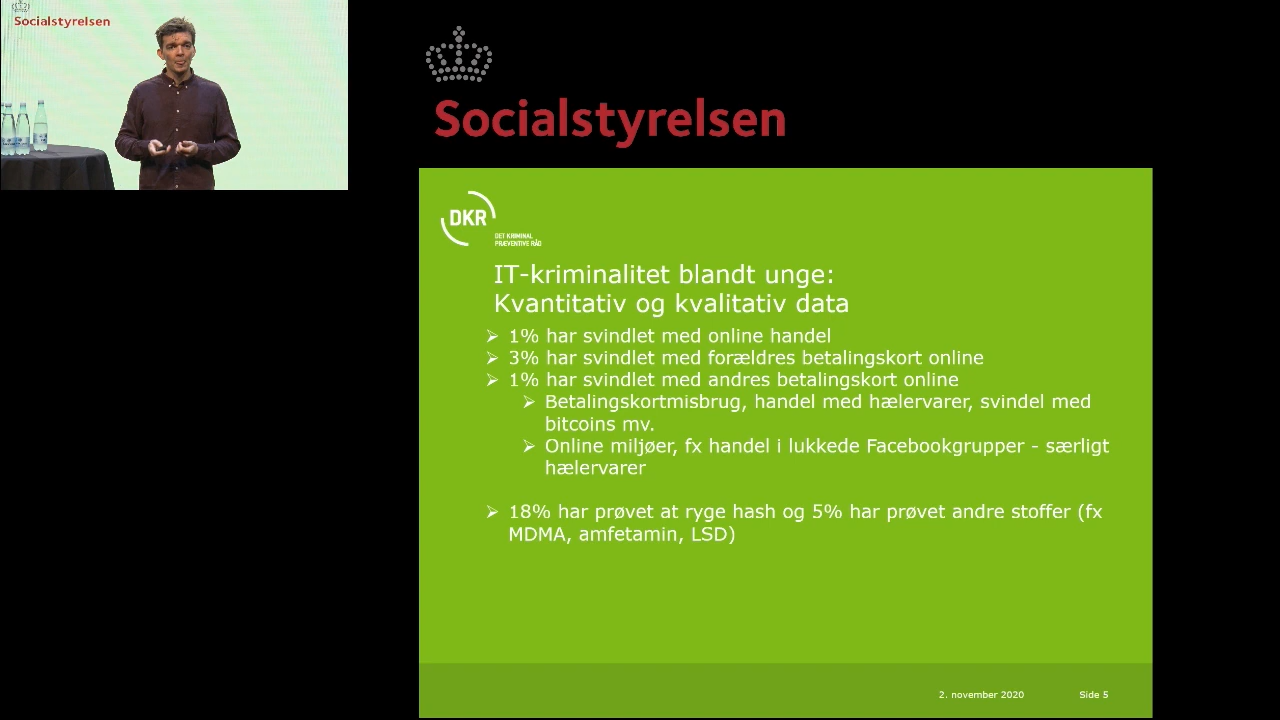 Socialstyrelsen
Socialstyrelsen
DKR
DET KRIMINAL
PRÆVENTIVE RÅD
IT-kriminalitet blandt unge:
Kvantitativ og kvalitativ data
1% har svindlet med online handel
3% har svindlet med forældres betalingskort online
1% har svindlet med andres betalingskort online
Betalingskortmisbrug, handel med hælervarer, svindel med
bitcoins mv.
Online miljøer, fx handel i lukkede Facebookgrupper - særligt
hælervarer
18% har prøvet at ryge hash og 5% har prøvet andre stoffer (fx
MDMA, amfetamin, LSD)
2. november 2020
Side 5